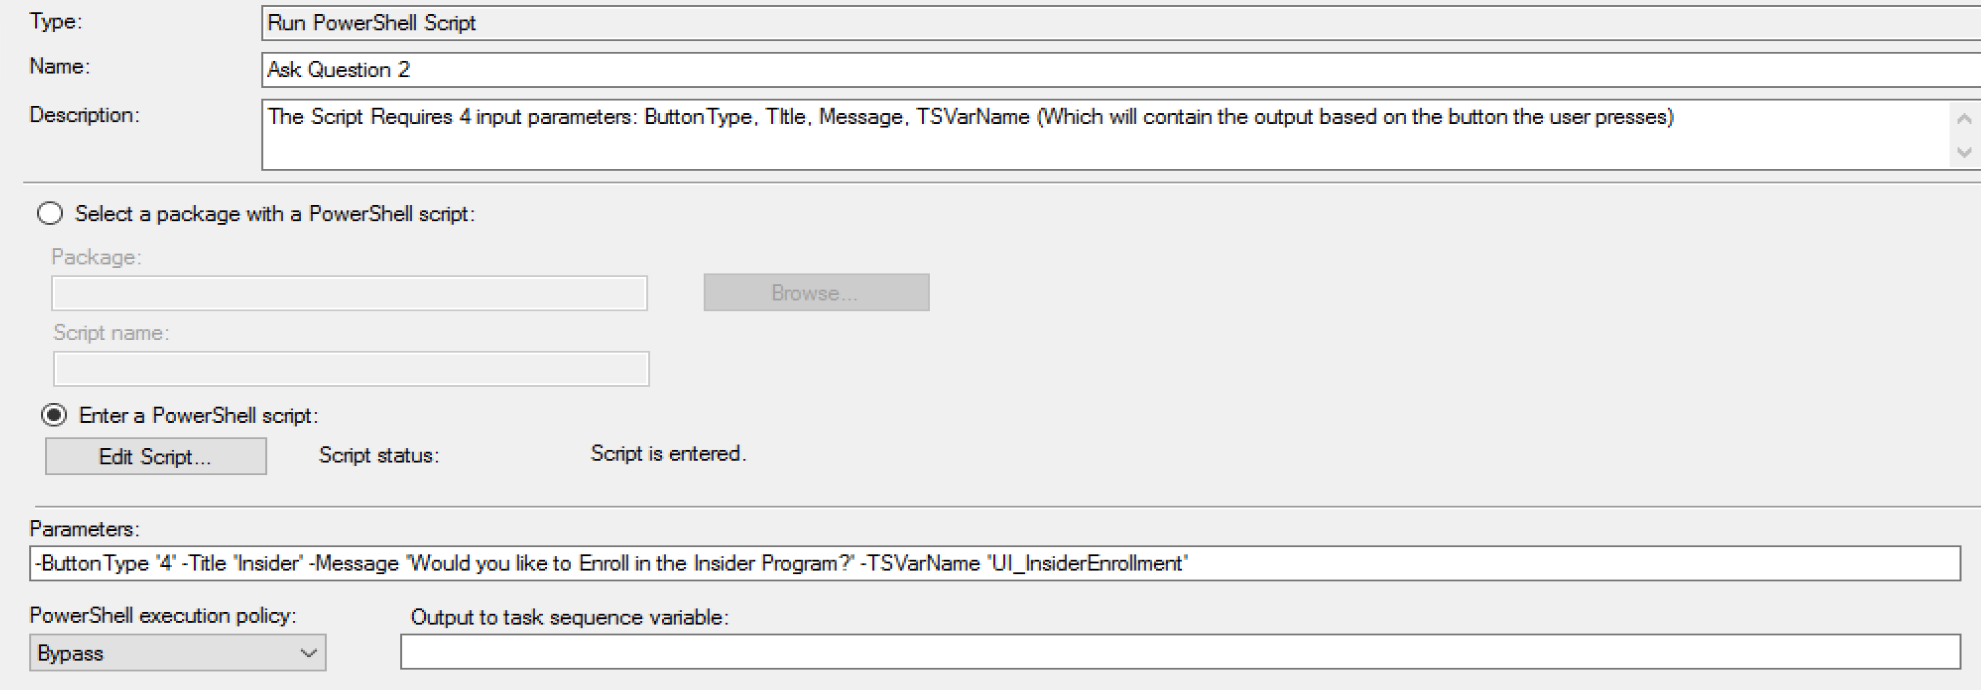 Type:
Run PowerShell Script
Name:
Ask Question 2
Description:
The Script Requires 4 input parameters: ButtonType, TItle, Message, TSVarName (Which will contain the output based on the button the user presses)
Select a package with a PowerShell script:
Package:
Browse...
Script name:
Enter a PowerShell script:
Edit Script...
Script status:
Script is entered.
Parameters:
-ButtonType '4' -Title 'Insider' -Message 'Would you like to Enroll in the Insider Program?' -TSVarName 'UI_InsiderEnrollment'
PowerShell execution policy:
Output to task sequence variable:
Bypass